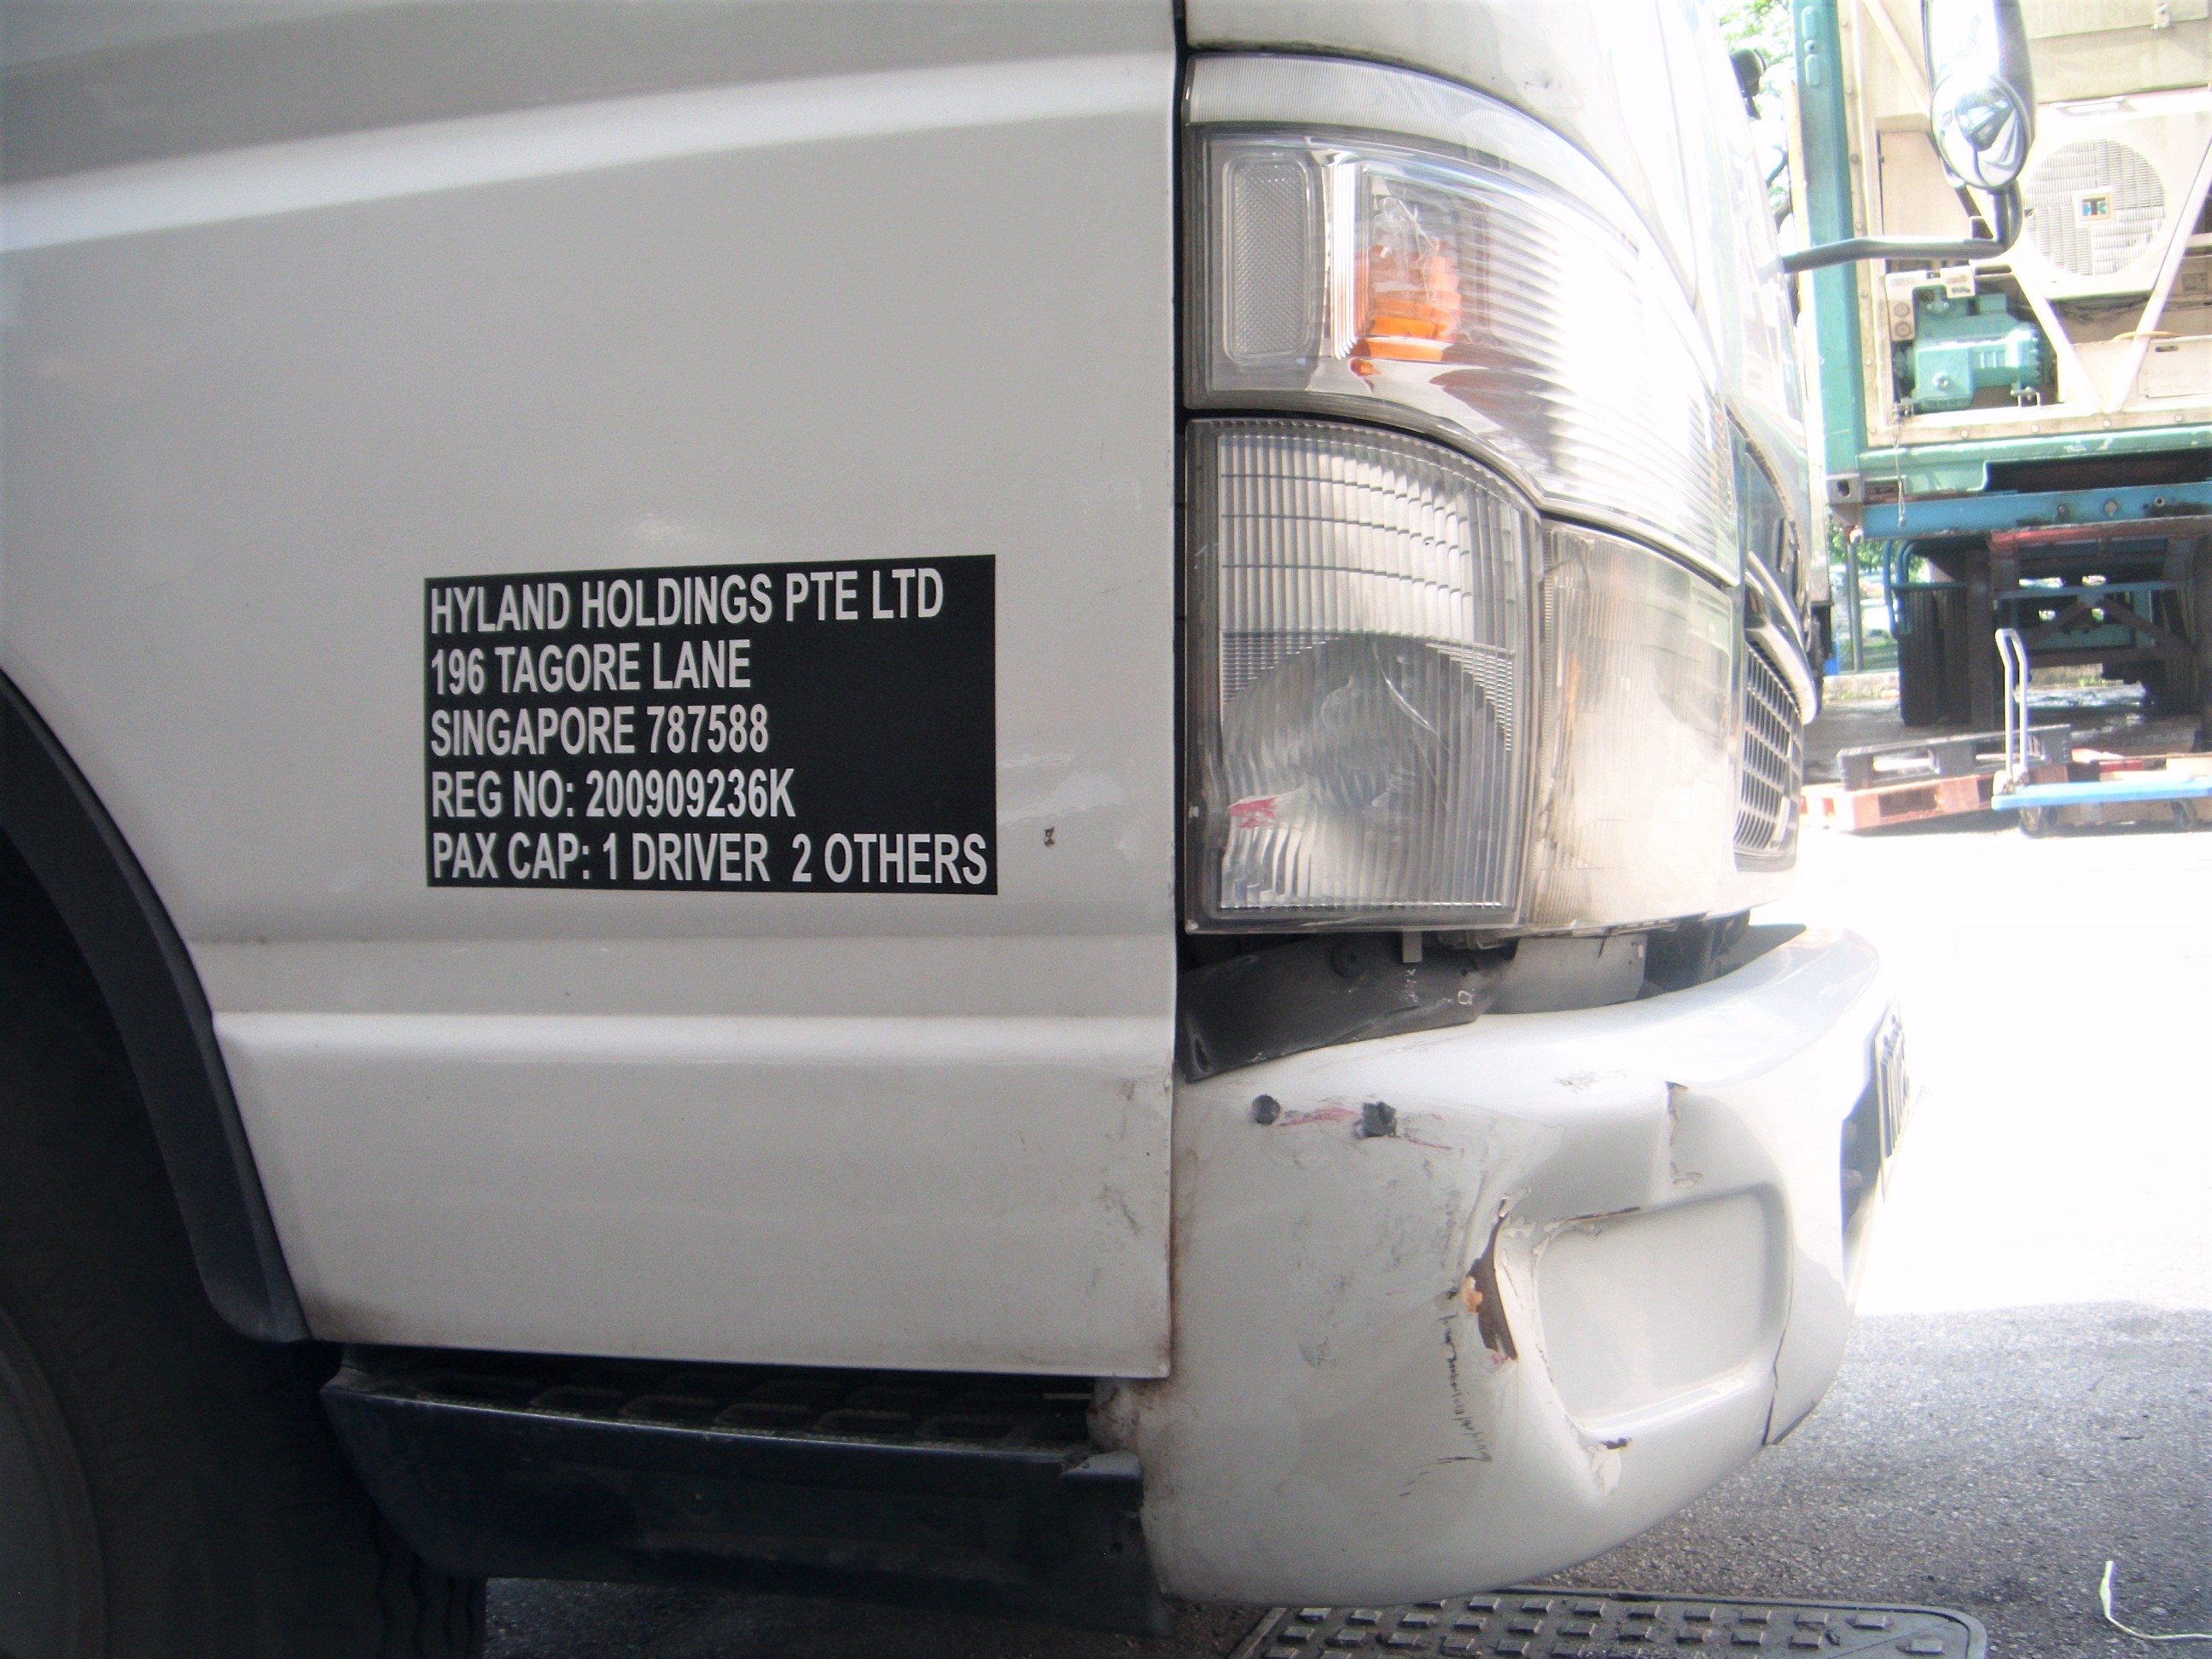 HYLAND HOLDINGS PTE LTD
196 TAGORE LANE
SINGAPORE 787588
REG NO: 200909236K
PAX CAP: 1 DRIVER 2 OTHERS